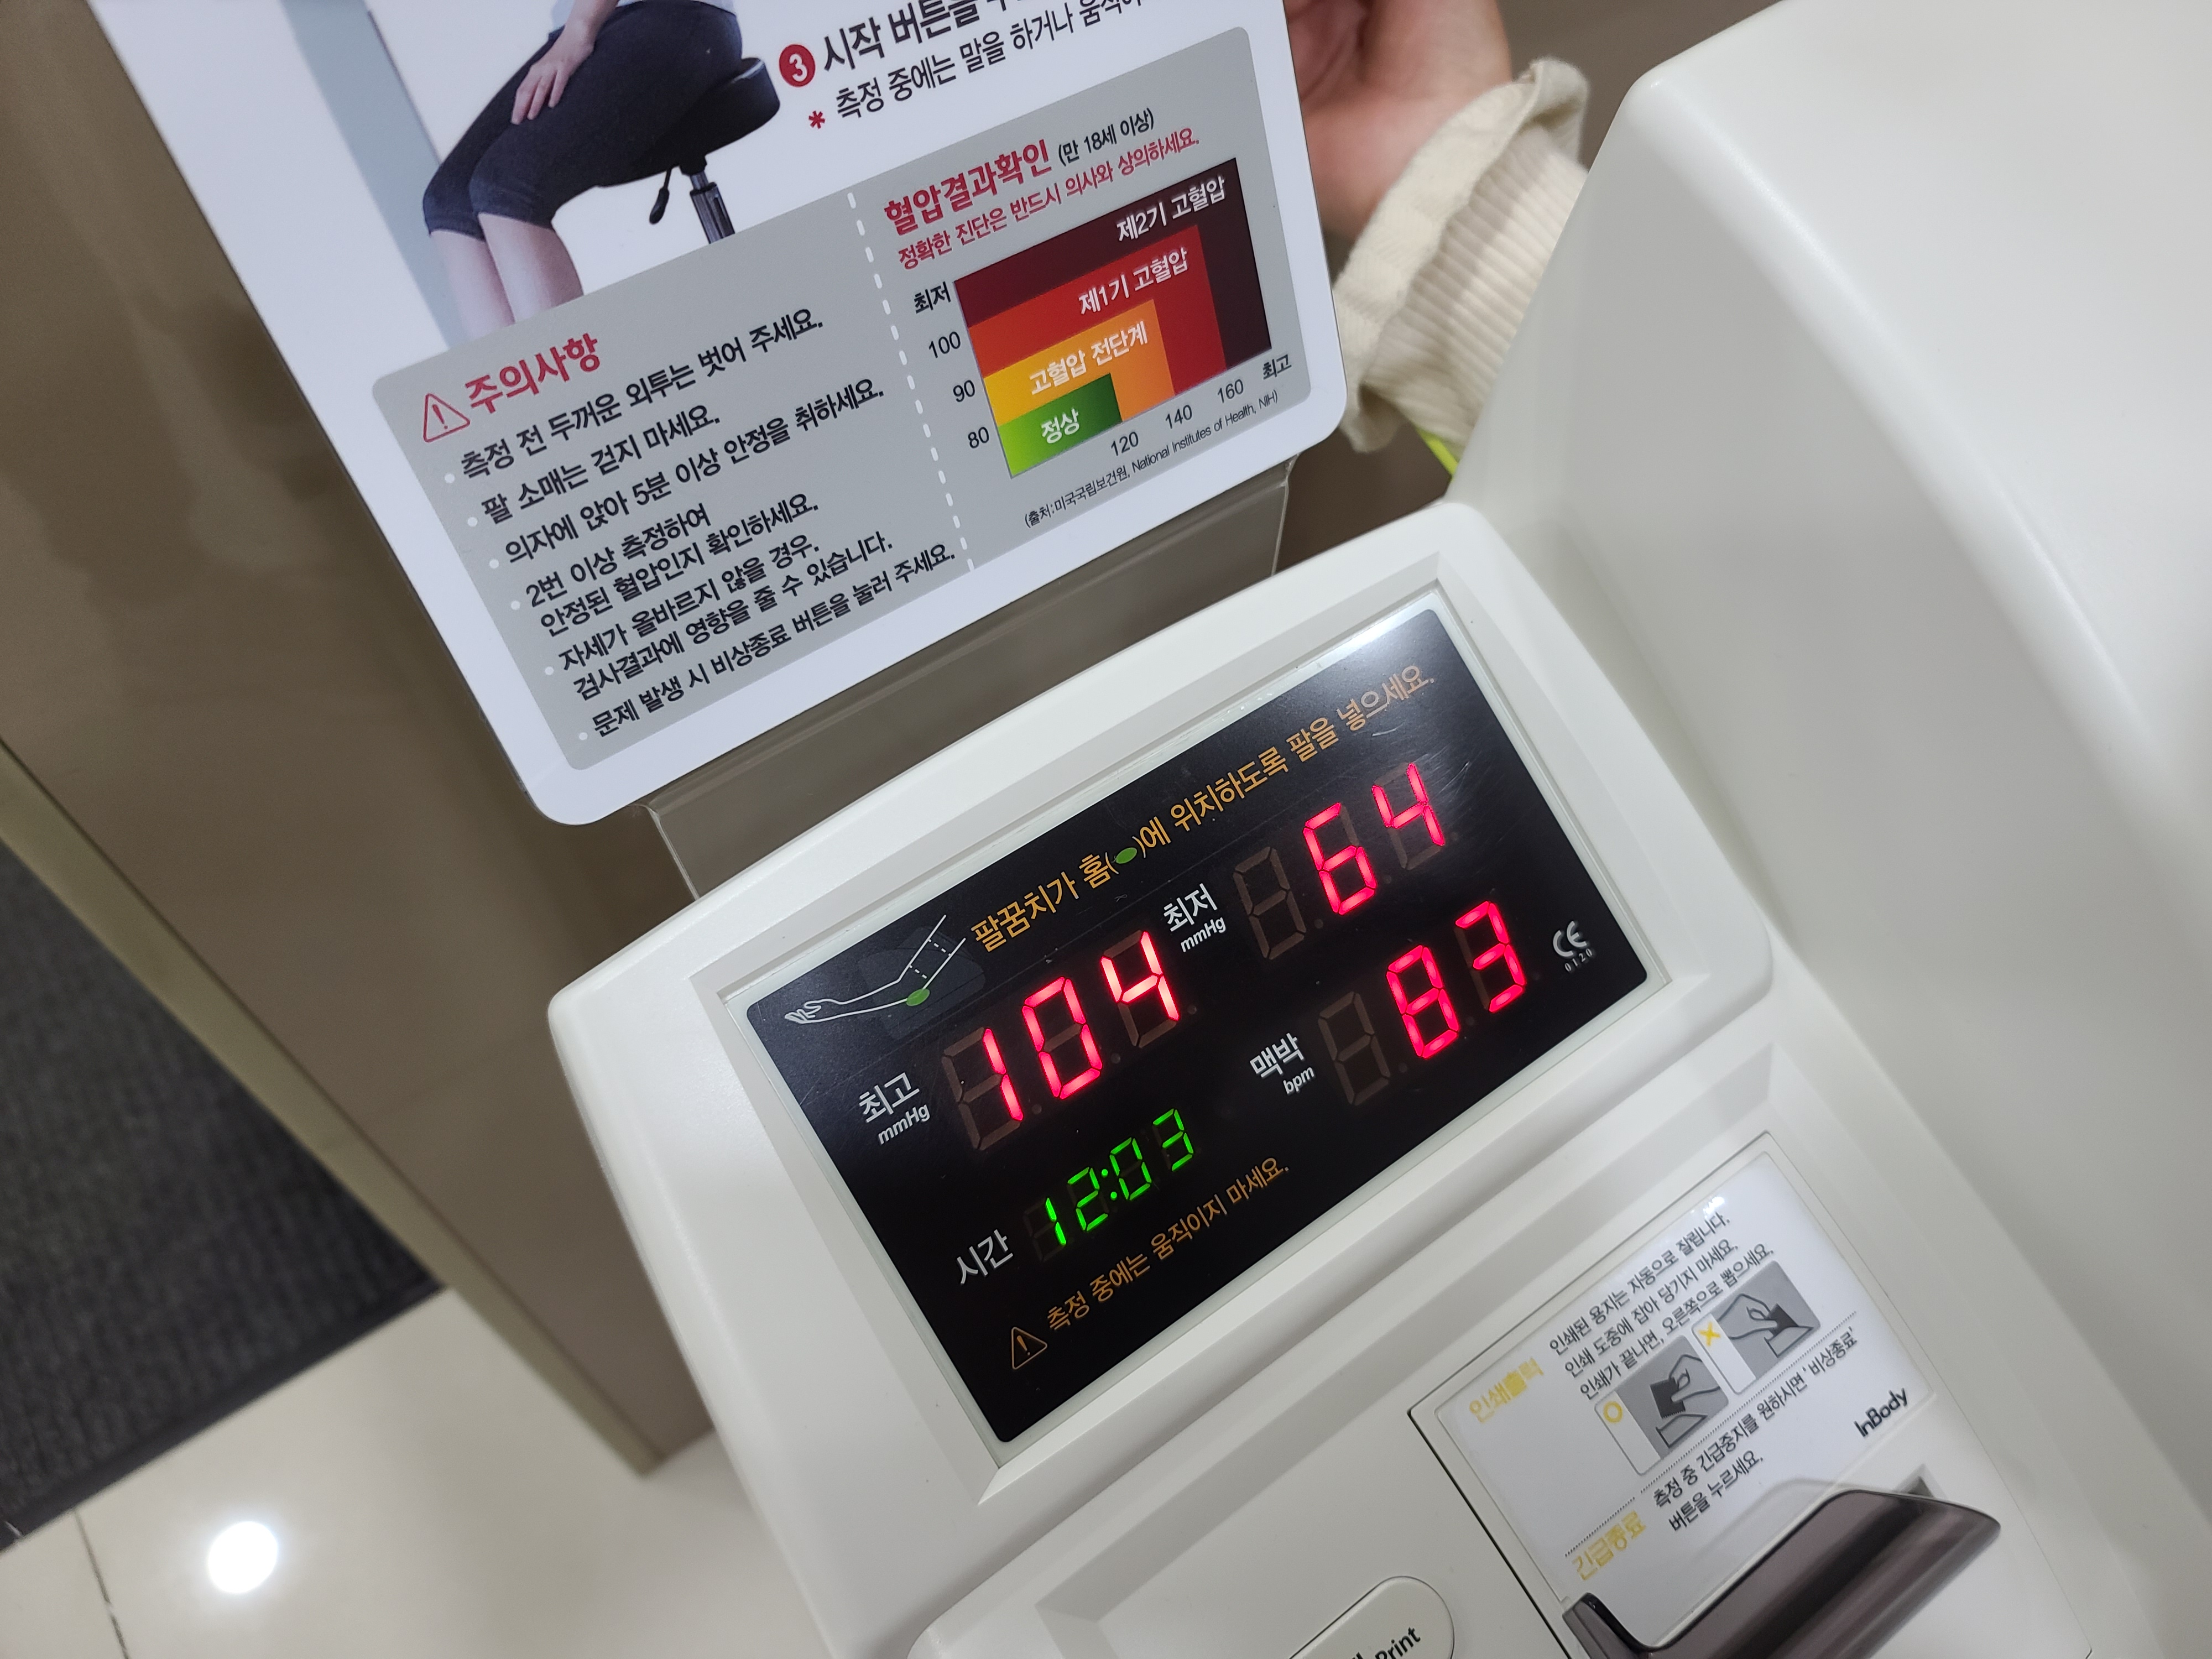 3 시작 버튼을
* 측정 중에는 말을 하거나 움직이
주의사항
• 측정 전 두꺼운 외투는 벗어 주세요.
• 팔 소매는 걷지 마세요.
• 의자에 앉아 5분 이상 안정을 취하세요.
• 2번 이상 측정하여
안정된 혈압인지 확인하세요.
• 자세가 올바르지 않을 경우.
검사결과에 영향을 줄 수 있습니다.
• 문제 발생 시 비상종료 버튼을 눌러 주세요.
혈압결과확인 (만 18세 이상)
정확한 진단은 반드시 의사와 상의하세요.
최저
제2기 고혈압
100
제1기 고혈압
90
고혈압 전단계
80
정상
120 140 160 최고
(출처:미국국립보건원, National Institutes of Health, NIH)
팔꿈치가 홈( )에 위치하도록 팔을 넣으세요.
최고 mmHg 104
최저 mmHg 64
맥박 bpm 83
CE
0120
시간 12:03
측정 중에는 움직이지 마세요.
인쇄출력
인쇄된 용지는 자동으로 잘립니다.
인쇄 도중에 잡아 당기지 마세요.
인쇄가 끝나면, 오른쪽으로 뽑으세요.
긴급종료
측정 중 긴급중지를 원하시면 '비상종료'
버튼을 누르세요.
InBody
Print